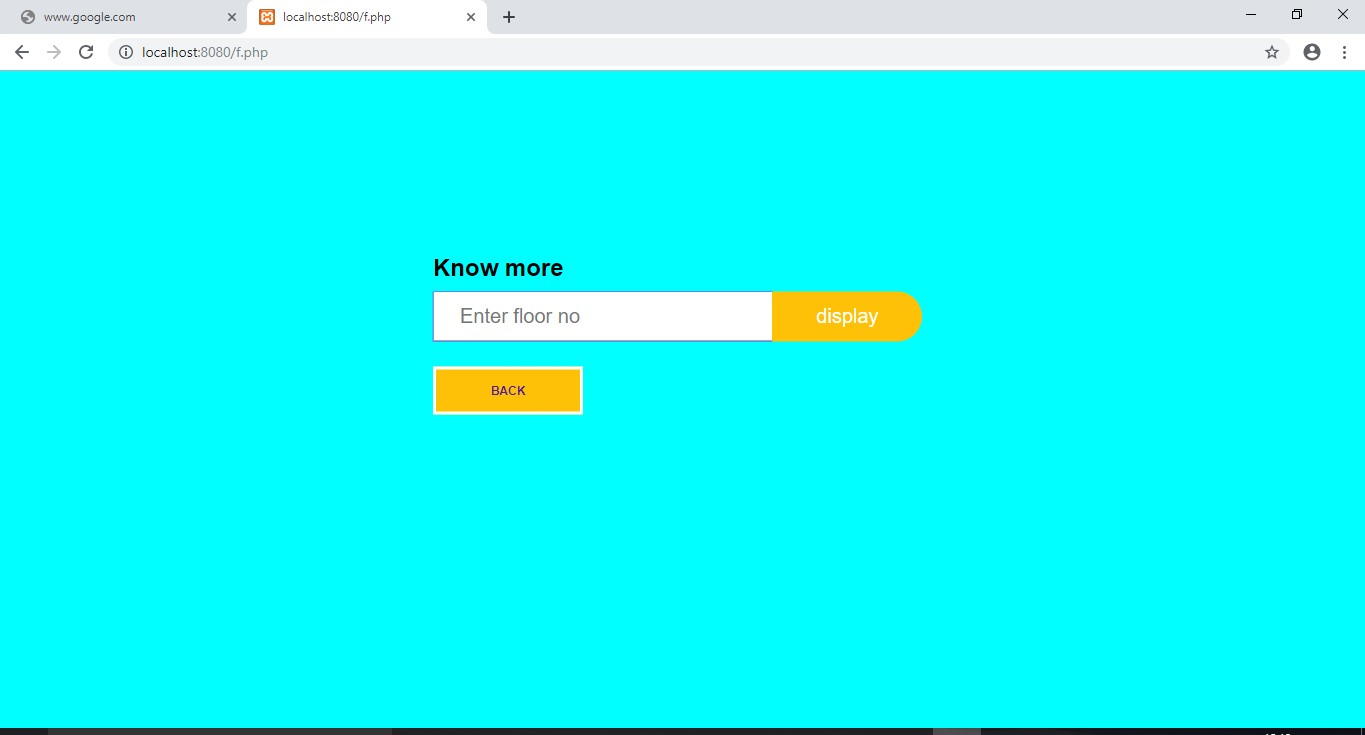 www.google.com
localhost:8080/f.php
localhost:8080/f.php
Know more
Enter floor no
display
BACK